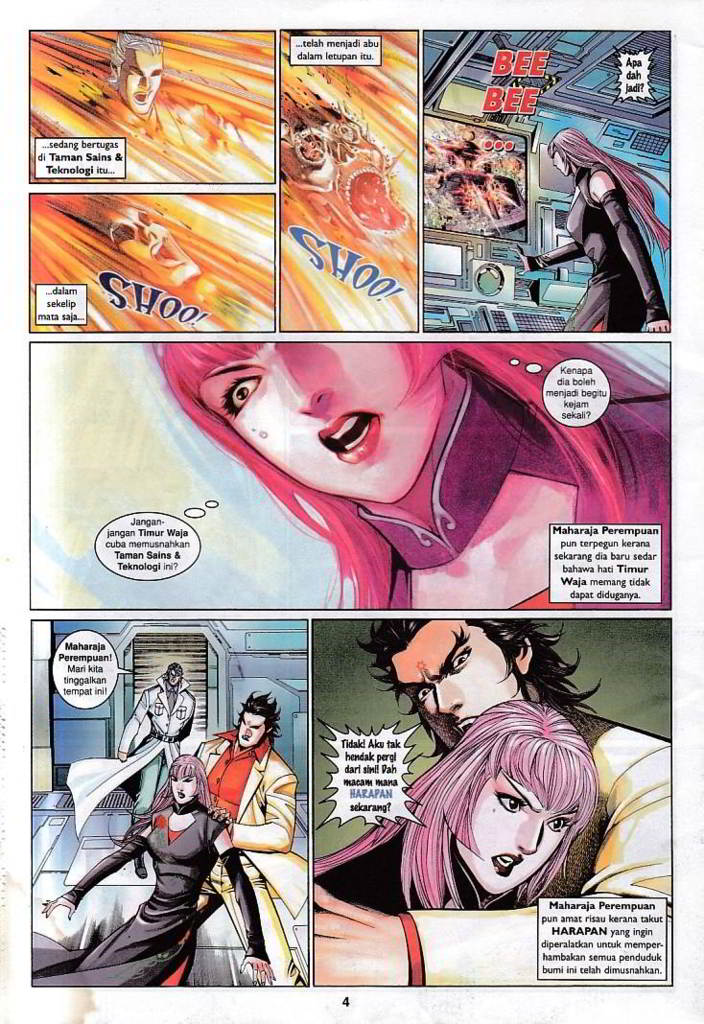 ...sedang bertugas
di Taman Sains &
Teknologi itu...
...dalam
sekelip
mata saja...
SHOO!
...telah menjadi abu
dalam letupan itu.
SHOO!
BEE
BEE
...
Apa
dah
jadi?
Kenapa
dia boleh
menjadi begitu
kejam
sekali?
Jangan-
jangan Timur Waja
cuba memusnahkan
Taman Sains &
Teknologi ini?
Maharaja Perempuan
pun terpegun kerana
sekarang dia baru sedar
bahawa hati Timur
Waja memang tidak
dapat diduganya.
Maharaja
Perempuan!
Mari kita
tinggalkan
tempat ini!
Tidak! Aku tak
hendak pergi
dari sini! Dah
macam mana
HARAPAN
sekarang?
Maharaja Perempuan
pun amat risau kerana takut
HARAPAN yang ingin
diperalatkan untuk memper-
hambakan semua penduduk
bumi ini telah dimusnahkan.
4